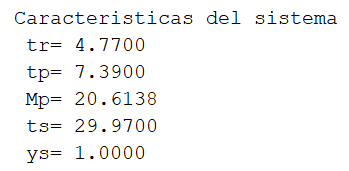 Caracteristicas del sistema
tr= 4.7700
tp= 7.3900
Mp= 20.6138
ts= 29.9700
ys= 1.0000